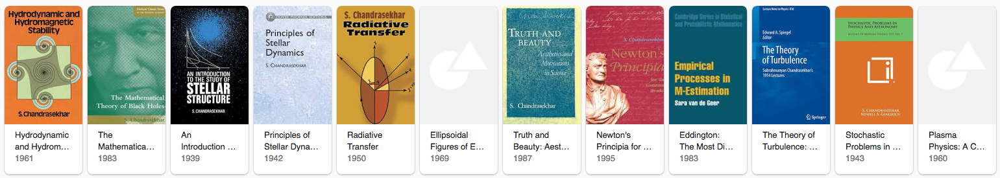 Hydrodynamic and
Hydromagnetic
Stability
S.Chandrasekhar
Hydrodynamic
and Hydrom…
1961
The Mathematical
Theory of Black Holes
S. Chandrasekhar
The
Mathematica…
1983
AN INTRODUCTION
TO THE STUDY OF
STELLAR
STRUCTURE
S. CHANDRASEKHAR
An
Introduction …
1939
DOVER PHOENIX EDITIONS
Principles of
Stellar
Dynamics
S. CHANDRASEKHAR
Principles of
Stellar Dyna…
1942
S. Chandrasekhar
Radiative
Transfer
Radiative
Transfer
1950
Ellipsoidal
Figures of E…
1969
TRUTH AND
BEAUTY
Aesthetics and
Motivations
in Science
S. Chandrasekhar
Truth and
Beauty: Aest…
1987
S. Chandrasekhar
Newton's
Principia
for the
Common
Newton's
Principia for …
1995
Cambridge Series in Statistical
and Probabilistic Mathematics
Empirical
Processes in
M-Estimation
Sara van de Geer
Eddington:
The Most Di…
1983
Lecture Notes in Physics 810
Edward A. Spiegel
Editor
The Theory
of Turbulence
Subrahmanyan Chandrasekhar's
1954 Lectures
Springer
The Theory of
Turbulence: …
STOCHASTIC PROBLEMS IN
PHYSICS AND ASTRONOMY
S. CHANDRASEKHAR
NEWELL S. GINGRICH
Stochastic
Problems in …
1943
Plasma
Physics: A C…
1960